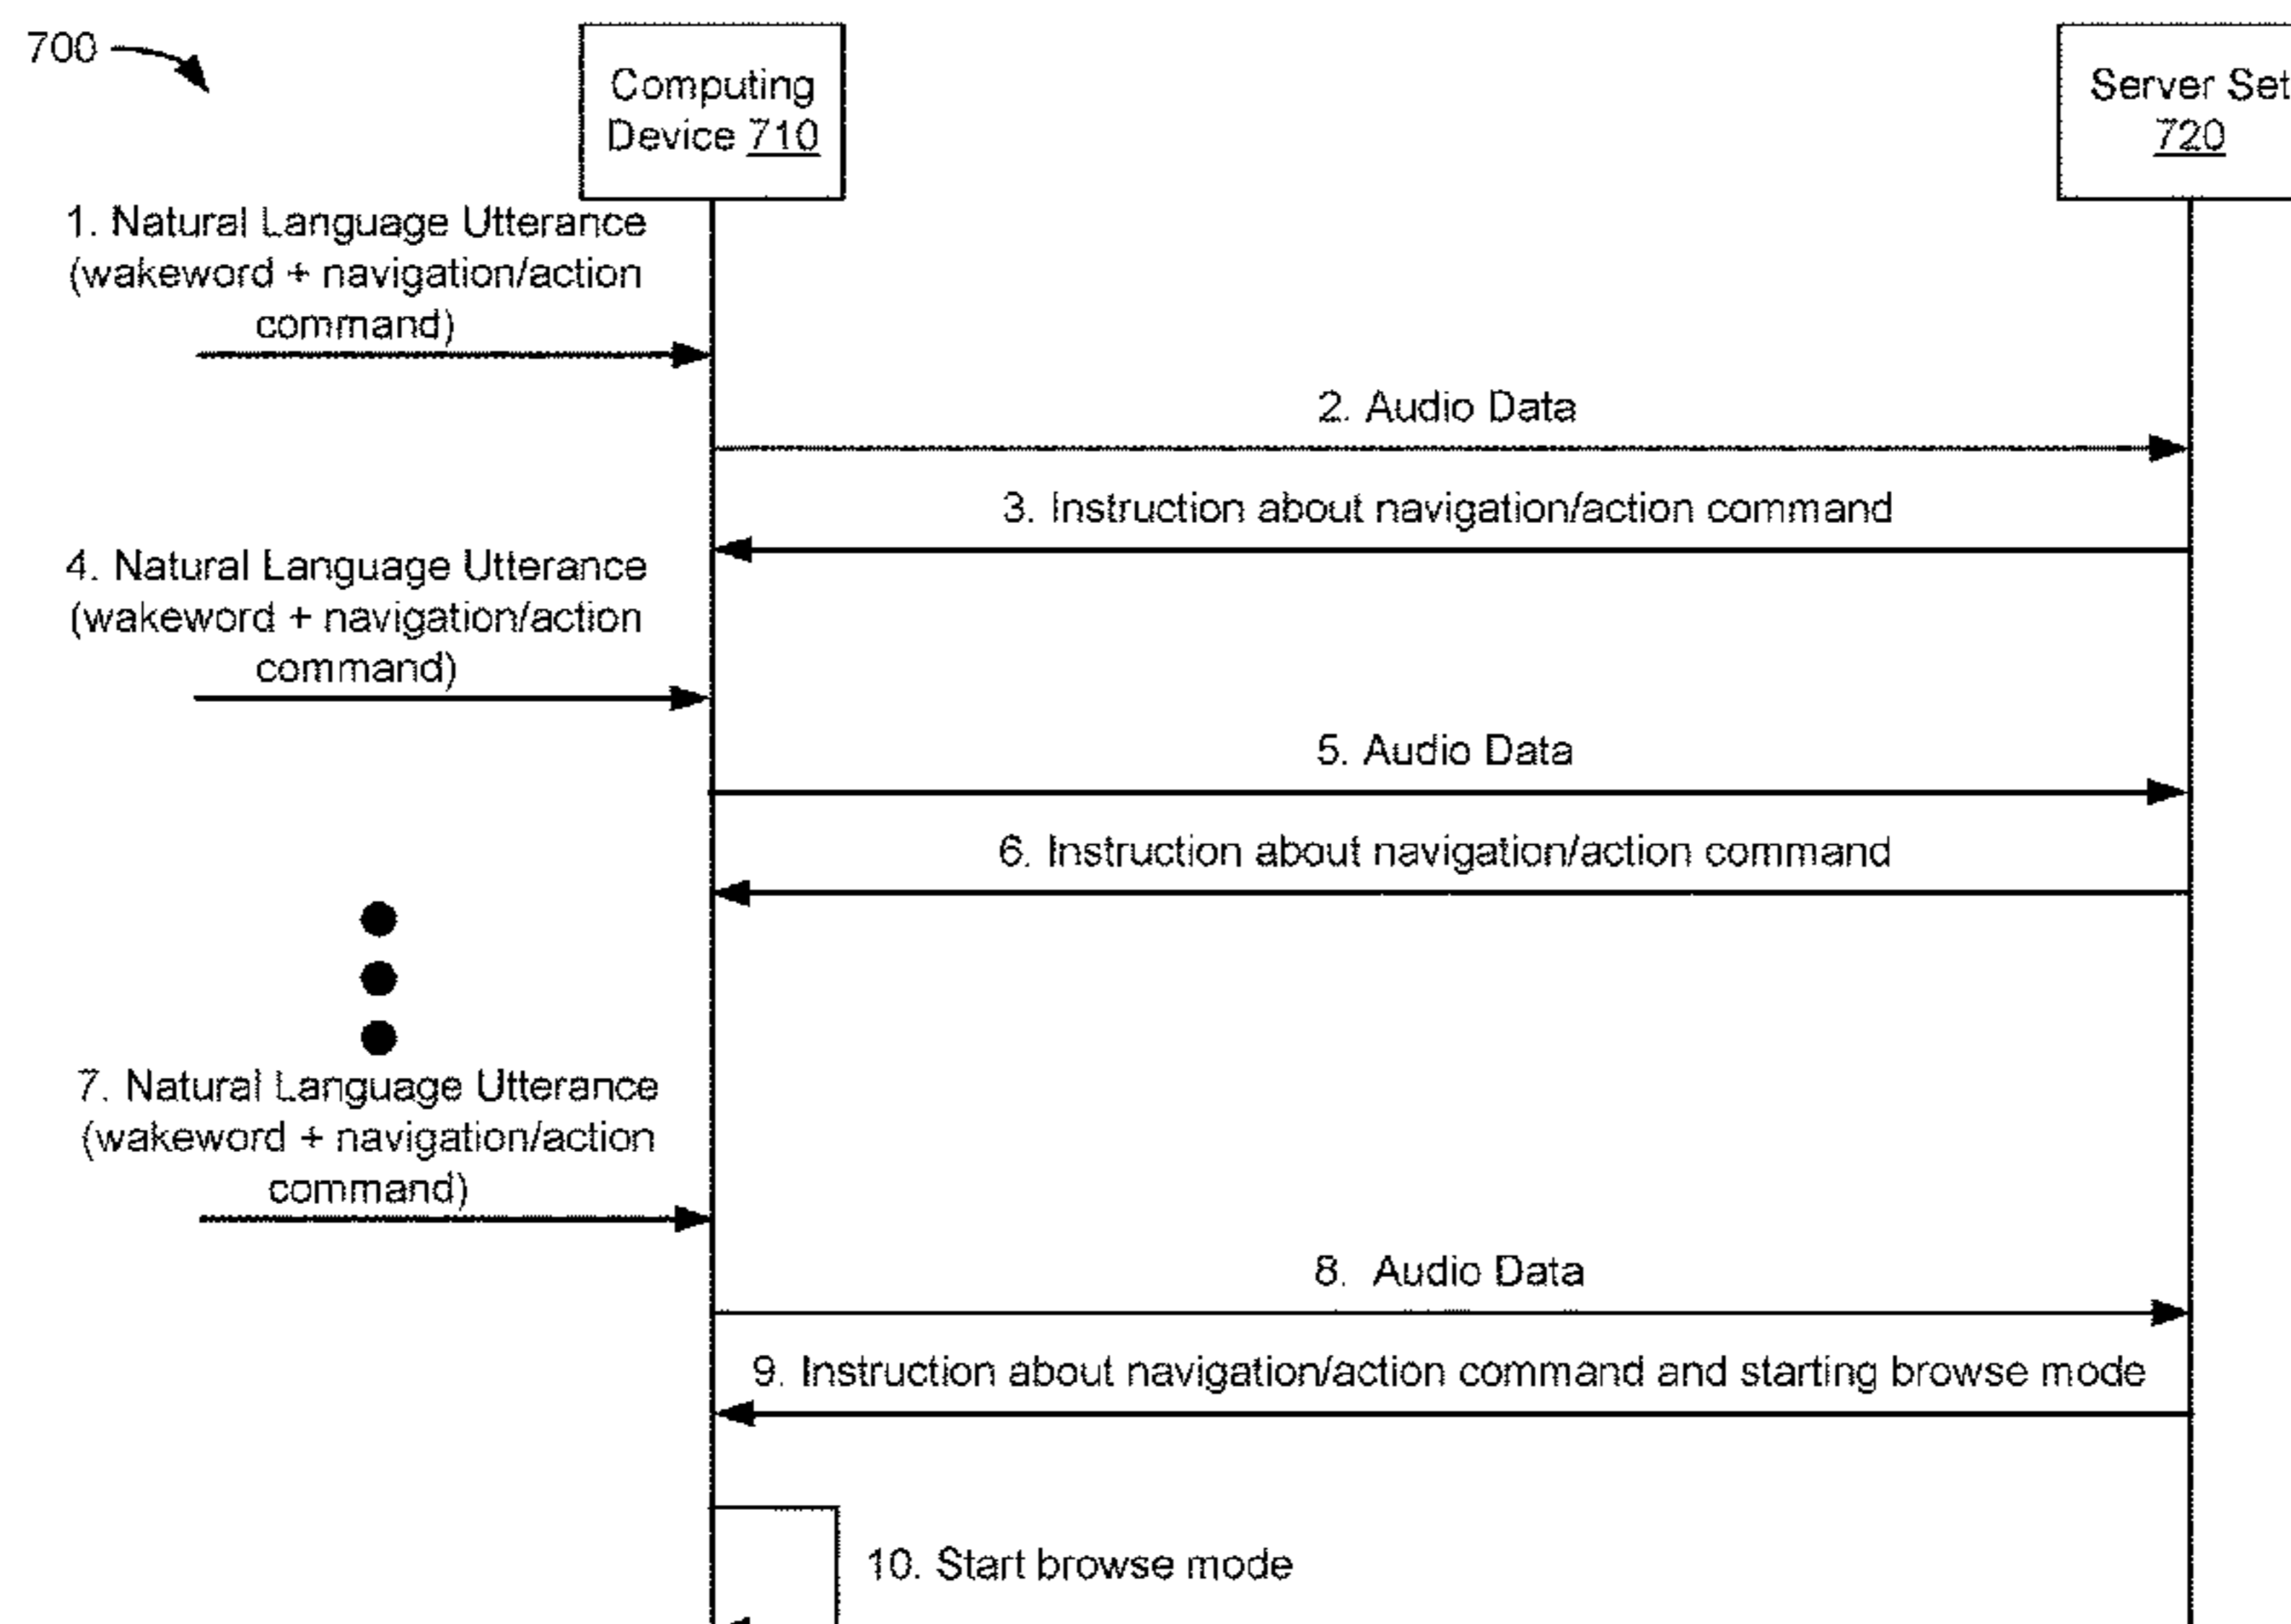 700
Computing
Device 710
Server Set
720
1. Natural Language Utterance
(wakeword + navigation/action
command)
2. Audio Data
3. Instruction about navigation/action command
4. Natural Language Utterance
(wakeword + navigation/action
command)
5. Audio Data
6. Instruction about navigation/action command
7. Natural Language Utterance
(wakeword + navigation/action
command)
8. Audio Data
9. Instruction about navigation/action command and starting browse mode
10. Start browse mode